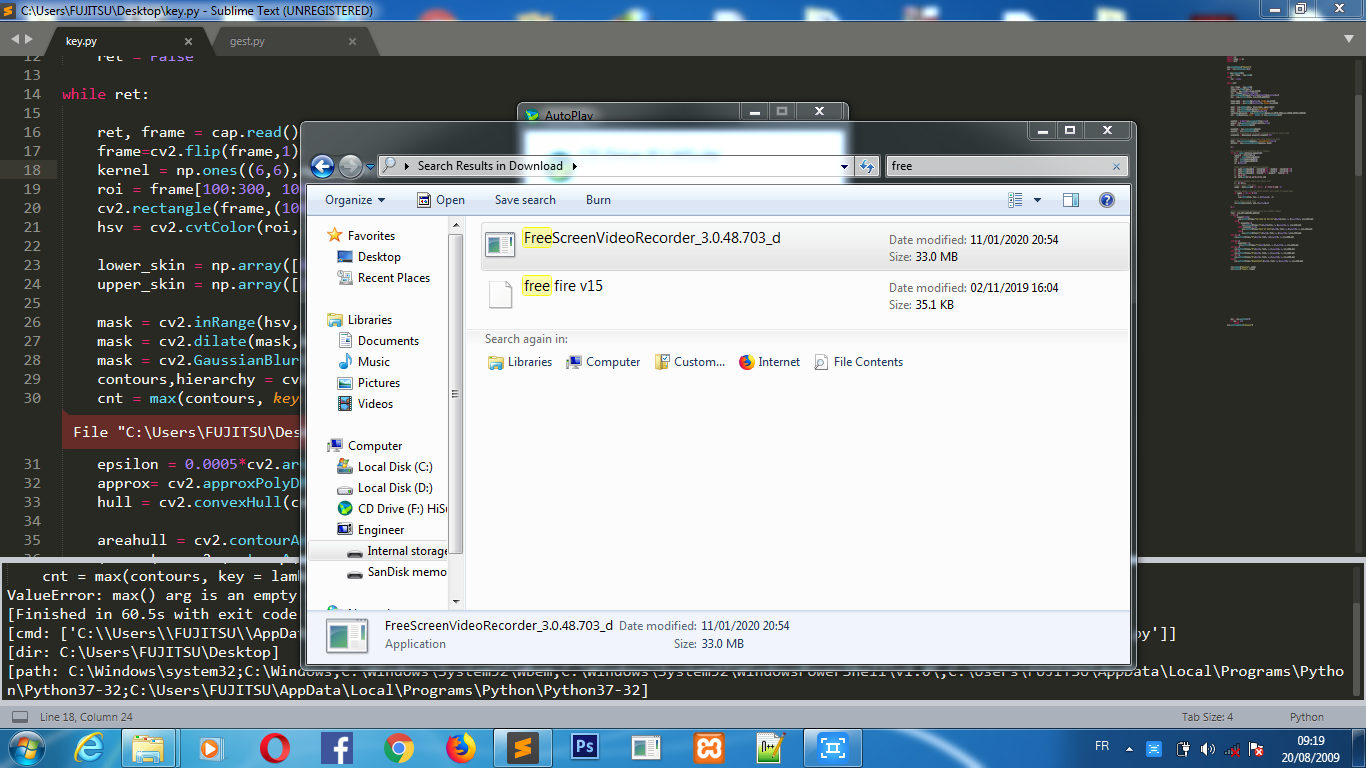 C:\Users\FUJITSU\Desktop\key.py - Sublime Text (UNREGISTERED)
key.py
gest.py
12 ret = False
13
14 while ret:
15
16 ret, frame = cap.read()
17 frame=cv2.flip(frame,1)
18 kernel = np.ones((6,6),
19 roi = frame[100:300, 10
20 cv2.rectangle(frame,(10
21 hsv = cv2.cvtColor(roi,
22
23 lower_skin = np.array([
24 upper_skin = np.array([
25
26 mask = cv2.inRange(hsv,
27 mask = cv2.dilate(mask,
28 mask = cv2.GaussianBlur
29 contours,hierarchy = cv
30 cnt = max(contours, key
File "C:\Users\FUJITSU\Des
31 epsilon = 0.0005*cv2.ar
32 approx= cv2.approxPolyD
33 hull = cv2.convexHull(c
34
35 areahull = cv2.contourA
36
AutoPlay
Search Results in Download
free
Organize
Open
Save search
Burn
Favorites
Desktop
Recent Places
Libraries
Documents
Music
Pictures
Videos
Computer
Local Disk (C:)
Local Disk (D:)
CD Drive (F:) HiS
Engineer
Internal storage
SanDisk memo
FreeScreenVideoRecorder_3.0.48.703_d
Date modified: 11/01/2020 20:54
Size: 33.0 MB
free fire v15
Date modified: 02/11/2019 16:04
Size: 35.1 KB
Search again in:
Libraries
Computer
Custom...
Internet
File Contents
FreeScreenVideoRecorder_3.0.48.703_d Date modified: 11/01/2020 20:54
Application Size: 33.0 MB
cnt = max(contours, key = lamb
ValueError: max() arg is an empty
[Finished in 60.5s with exit code
[cmd: ['C:\\Users\\FUJITSU\\AppDat
py']]
[dir: C:\Users\FUJITSU\Desktop]
[path: C:\Windows\system32;C:\Windows;C:\Windows\System32\Wbem;C:\Windows\System32\WindowsPowerShell\v1.0\;C:\Users\FUJITSU\AppData\Local\Programs\Pytho
n\Python37-32;C:\Users\FUJITSU\AppData\Local\Programs\Python\Python37-32]
Line 18, Column 24
Tab Size: 4
Python
FR
09:19
20/08/2009